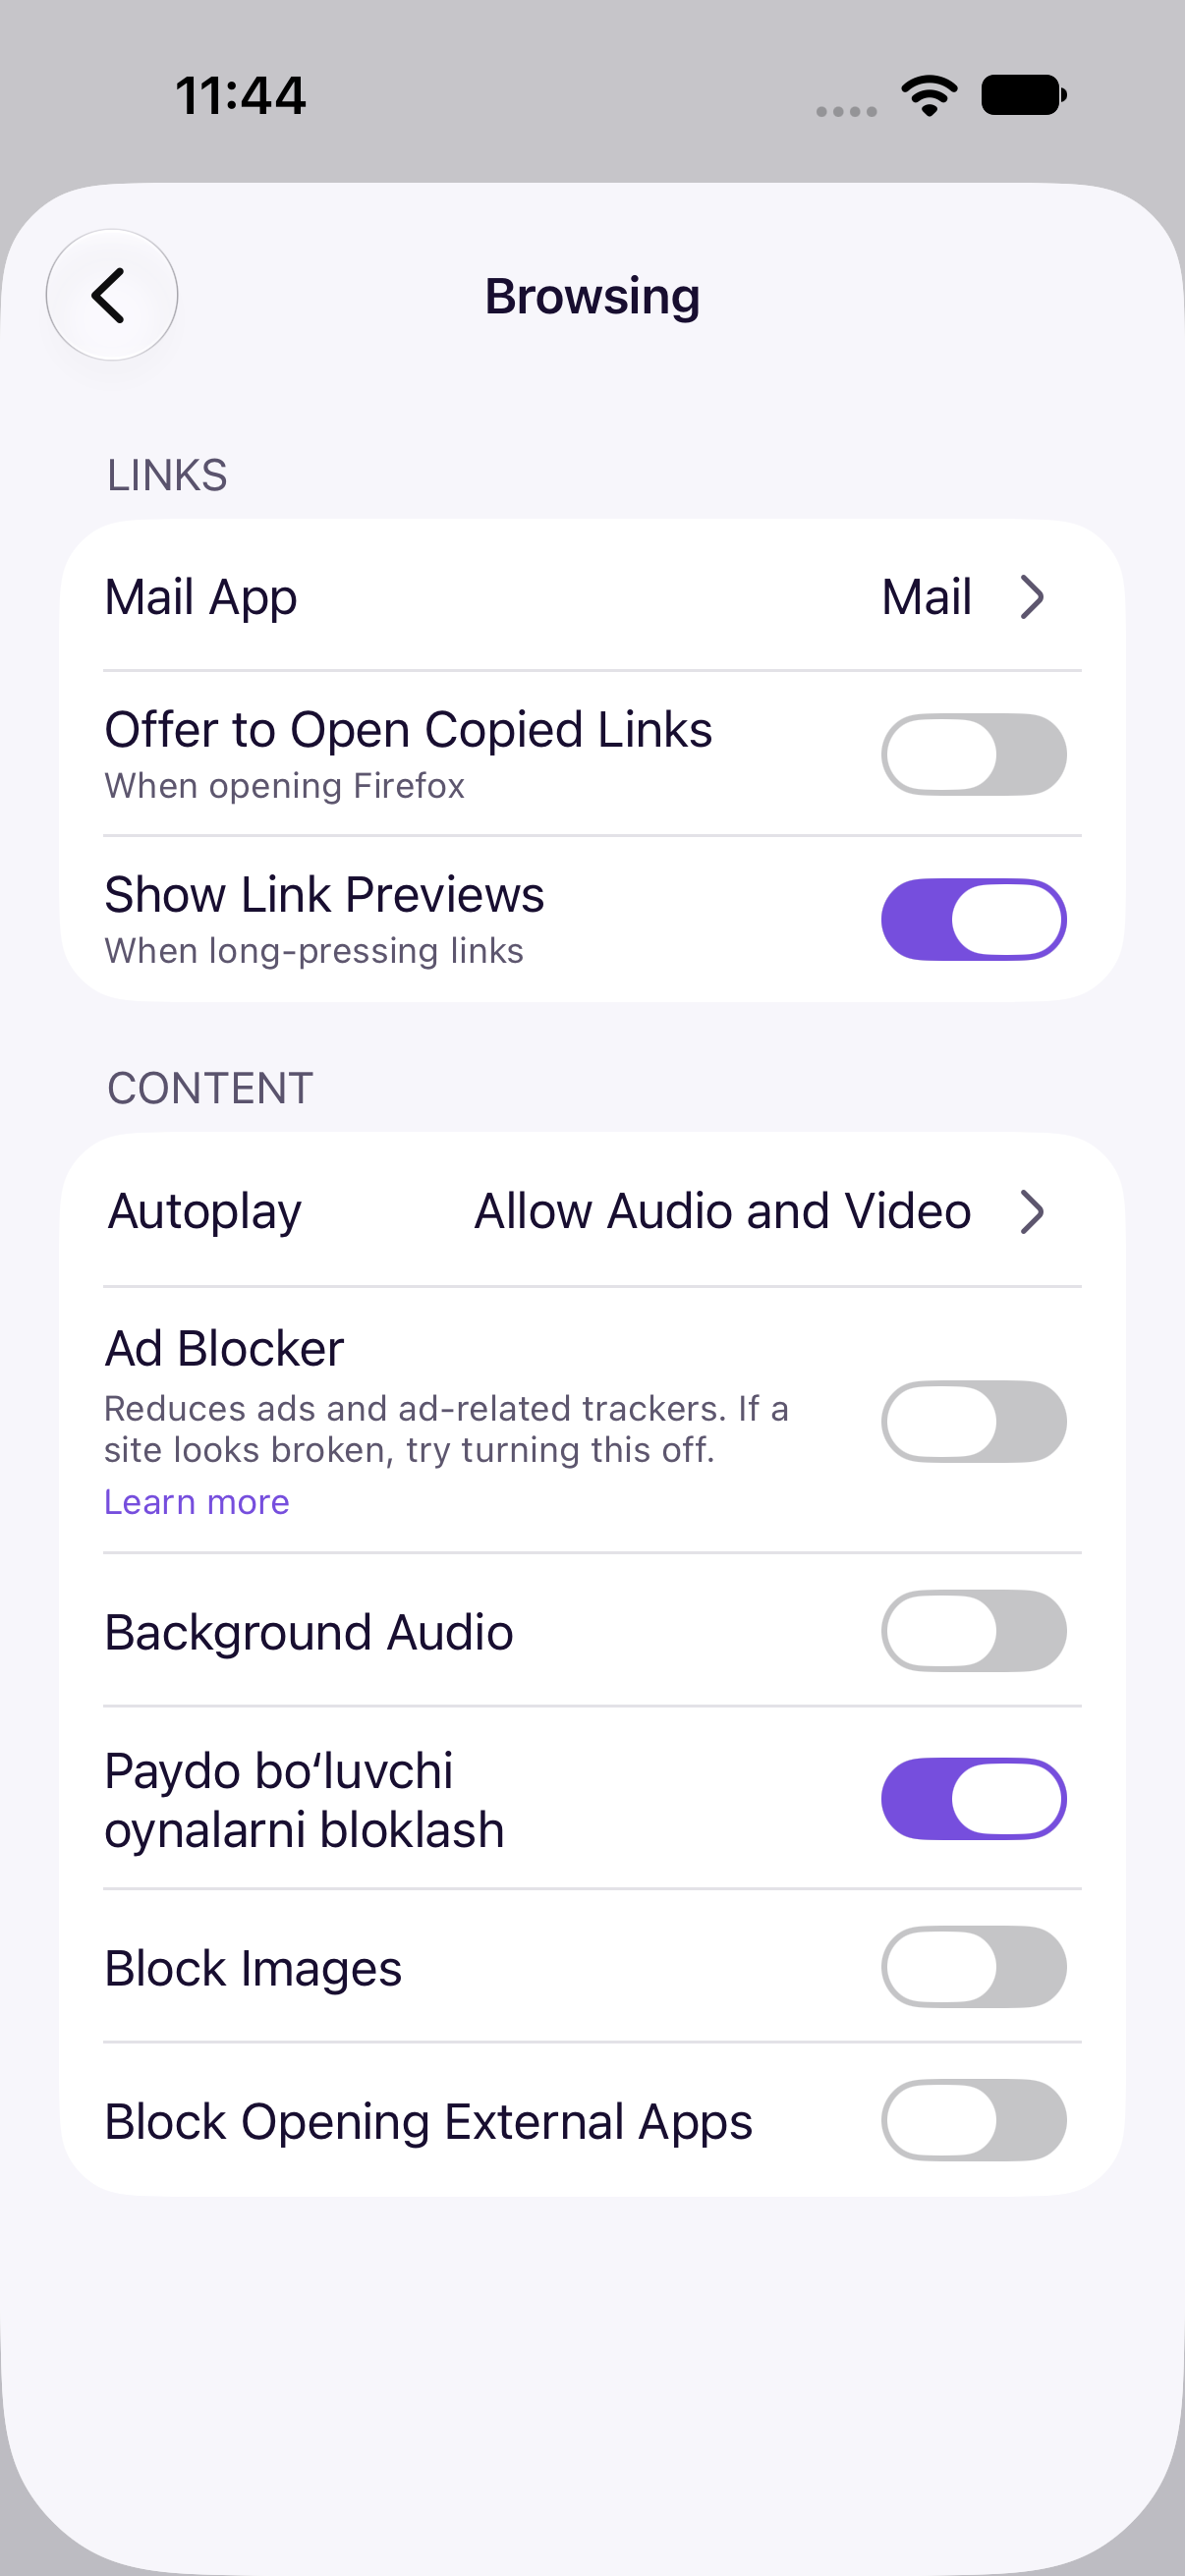 11:44
Browsing
LINKS
Mail App
Mail
Offer to Open Copied Links
When opening Firefox
Show Link Previews
When long-pressing links
CONTENT
Autoplay
Allow Audio and Video
Ad Blocker
Reduces ads and ad-related trackers. If a
site looks broken, try turning this off.
Learn more
Background Audio
Paydo bo‘luvchi
oynalarni bloklash
Block Images
Block Opening External Apps